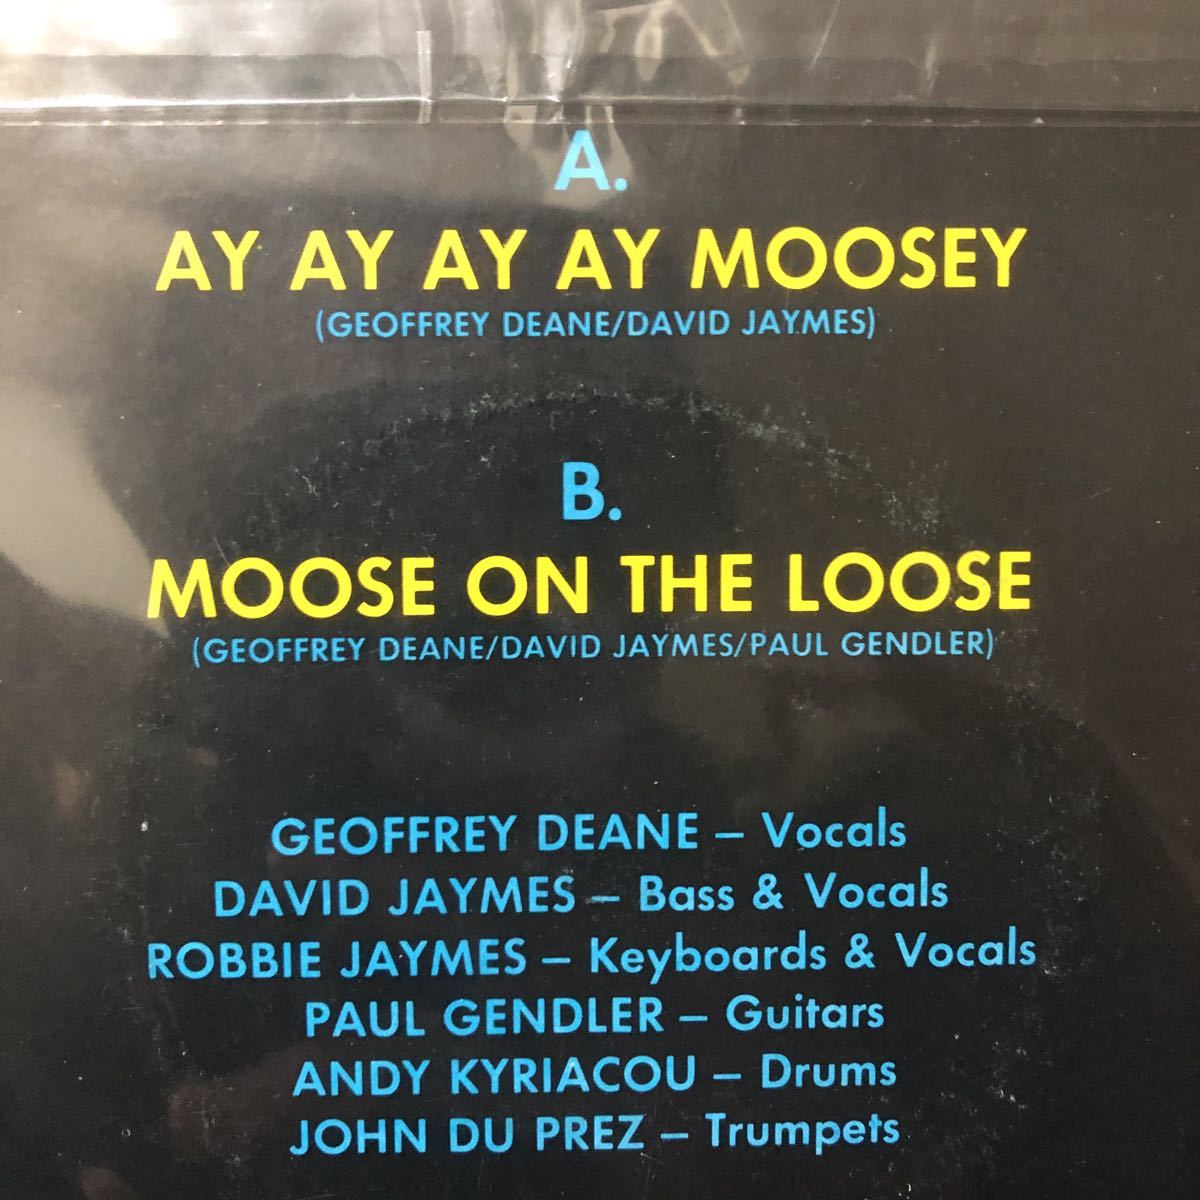 A.
AY AY AY AY MOOSEY
(GEOFFREY DEANE/DAVID JAYMES)
B.
MOOSE ON THE LOOSE
(GEOFFREY DEANE/DAVID JAYMES/PAUL GENDLER)
GEOFFREY DEANE – Vocals
DAVID JAYMES – Bass & Vocals
ROBBIE JAYMES – Keyboards & Vocals
PAUL GENDLER – Guitars
ANDY KYRIACOU – Drums
JOHN DU PREZ – Trumpets